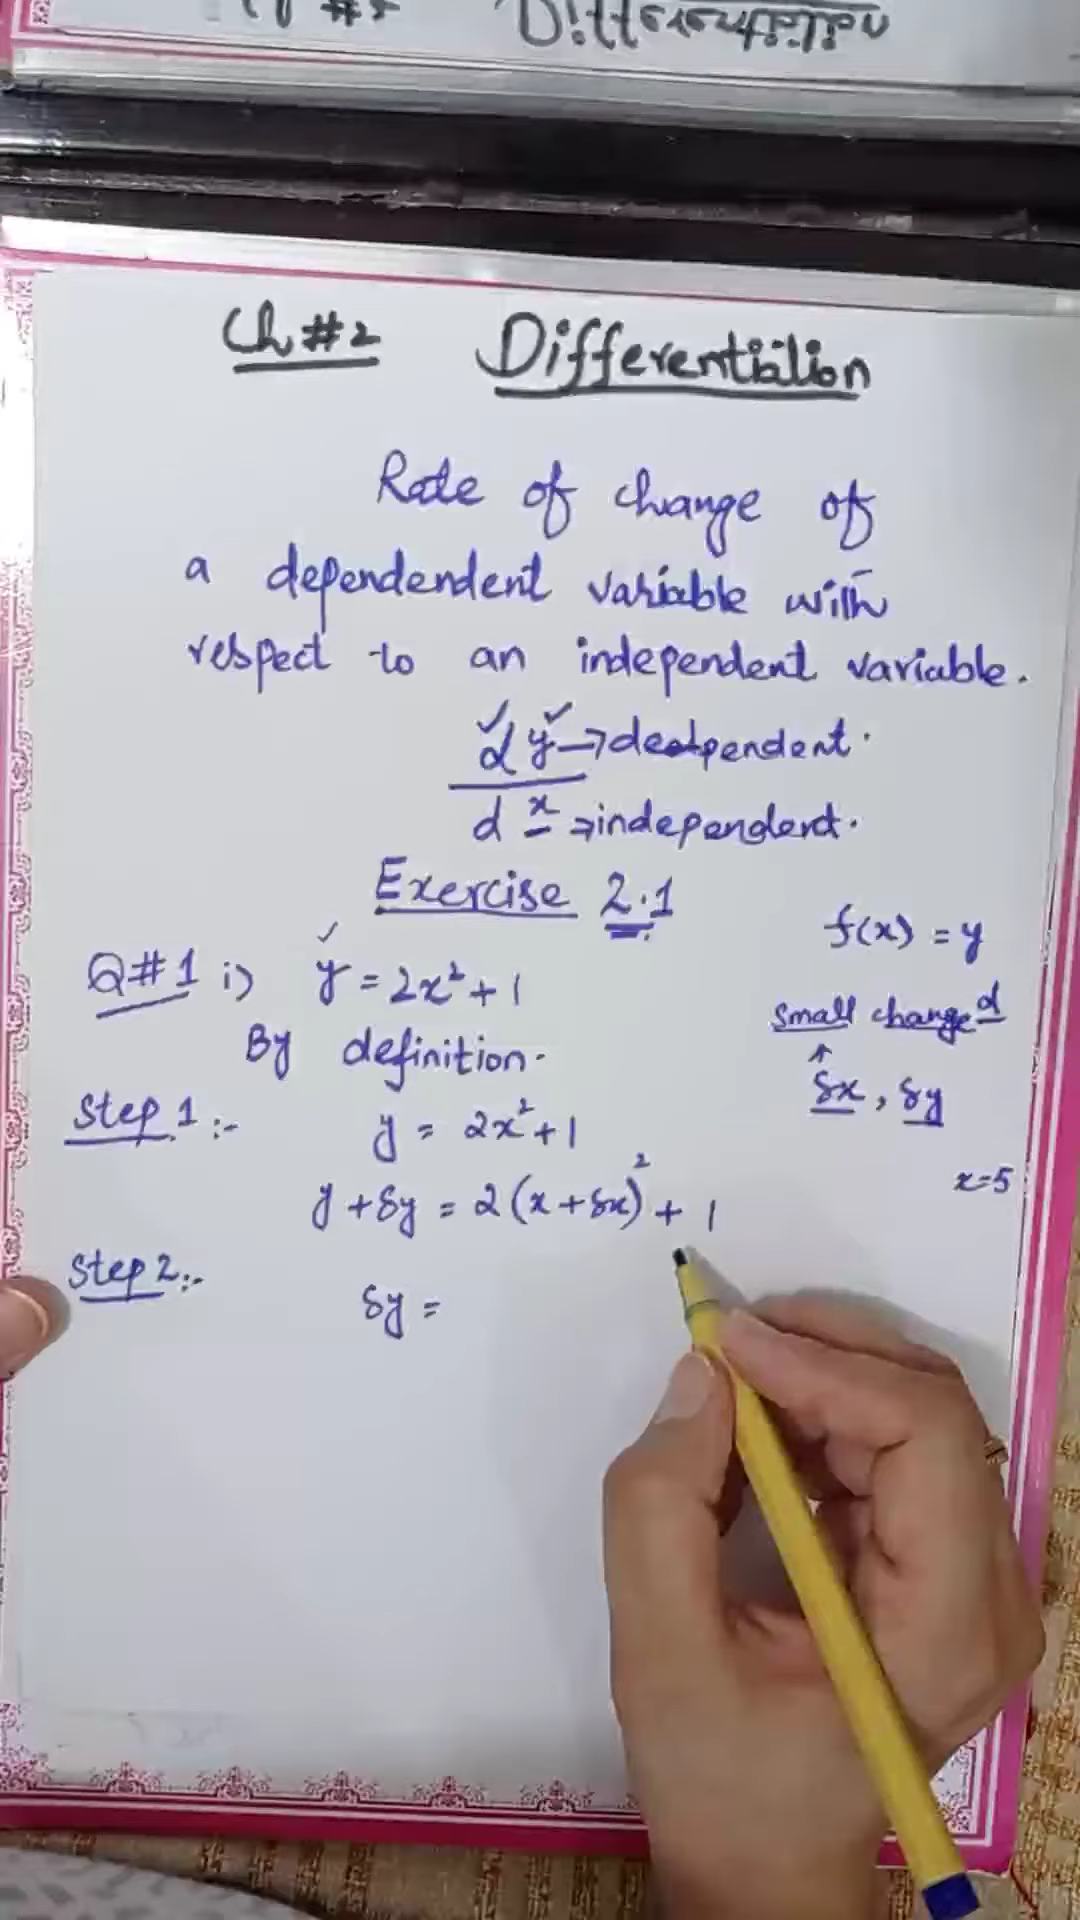 Differentiation
Ch #2 Differentiation
Rate of change of
a dependendent variable with
respect to an independent variable.
dy → dependent.
dx ⇒ independent.
Exercise 2.1
f(x) = y
Q#1 i) y = 2x² + 1
small change d
By definition.
δx, δy
Step 1:- y = 2x² + 1
x=5
y + δy = 2(x + δx)² + 1
Step 2:-
δy =